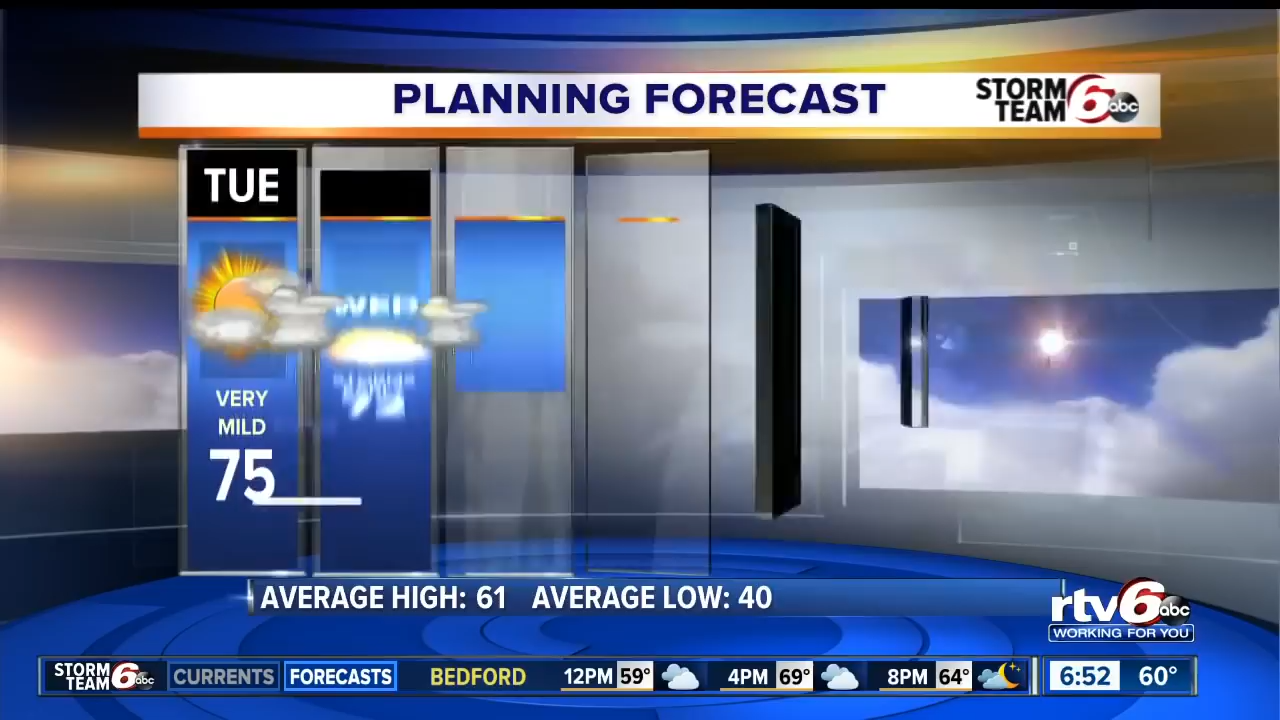 PLANNING FORECAST
STORM
TEAM 6 abc
TUE
WED
VERY
MILD
75
AVERAGE HIGH: 61 AVERAGE LOW: 40
rtv6 abc
WORKING FOR YOU
STORM
TEAM 6 abc
CURRENTS FORECASTS BEDFORD 12PM 59° 4PM 69° 8PM 64° 6:52 60°